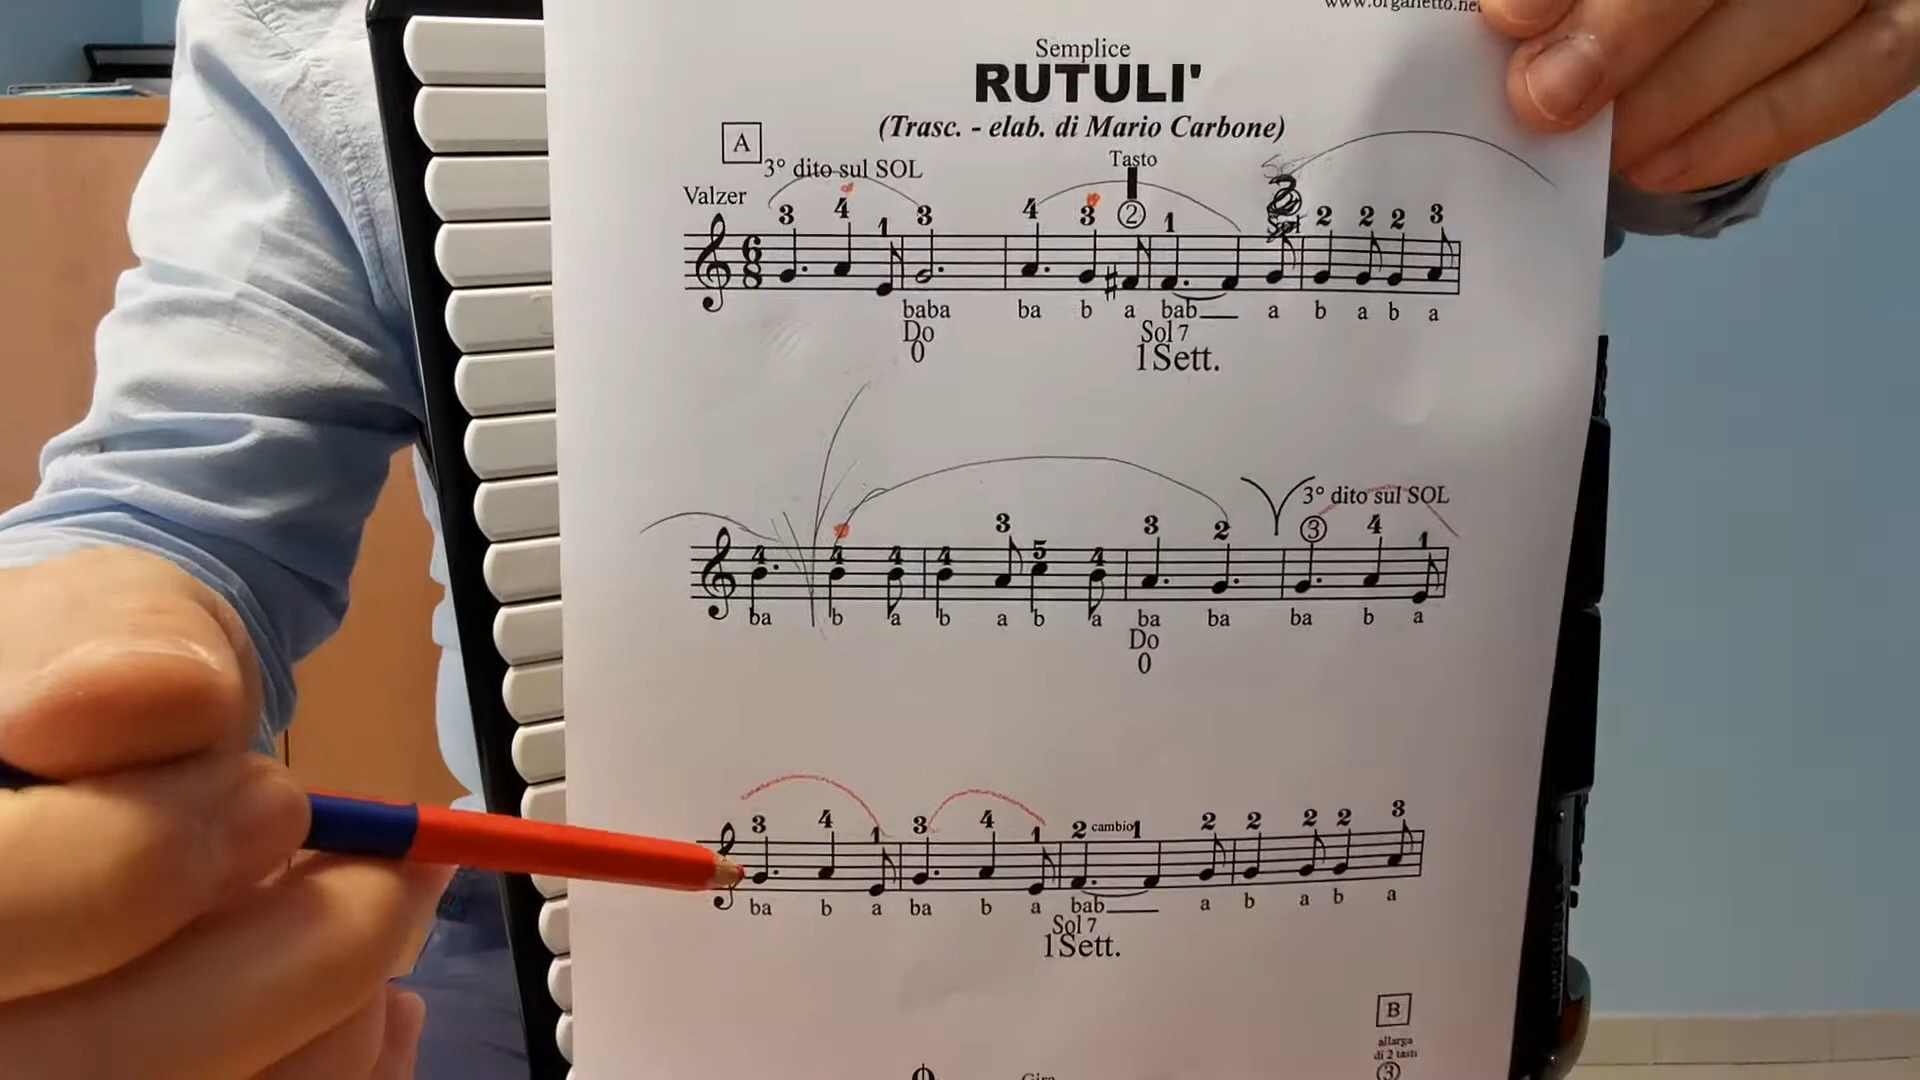 www.organetto.net
Semplice
RUTULI'
(Trasc. - elab. di Mario Carbone)
A
3° dito sul SOL
Tasto
Valzer
3 4 1 3 4 3 2 1 2 2 2 3
6
8
baba ba b a bab a b a b a
Do Sol 7
0 1Sett.
3° dito sul SOL
4 4 4 4 3 5 4 3 2 3 4 1
ba b a b a b a ba ba ba b a
Do
0
3 4 1 3 4 1 2 cambio 1 2 2 2 2 3
ba b a ba b a bab a b a b a
Sol 7
1Sett.
B
allarga
di 2 tasti
3
Gira